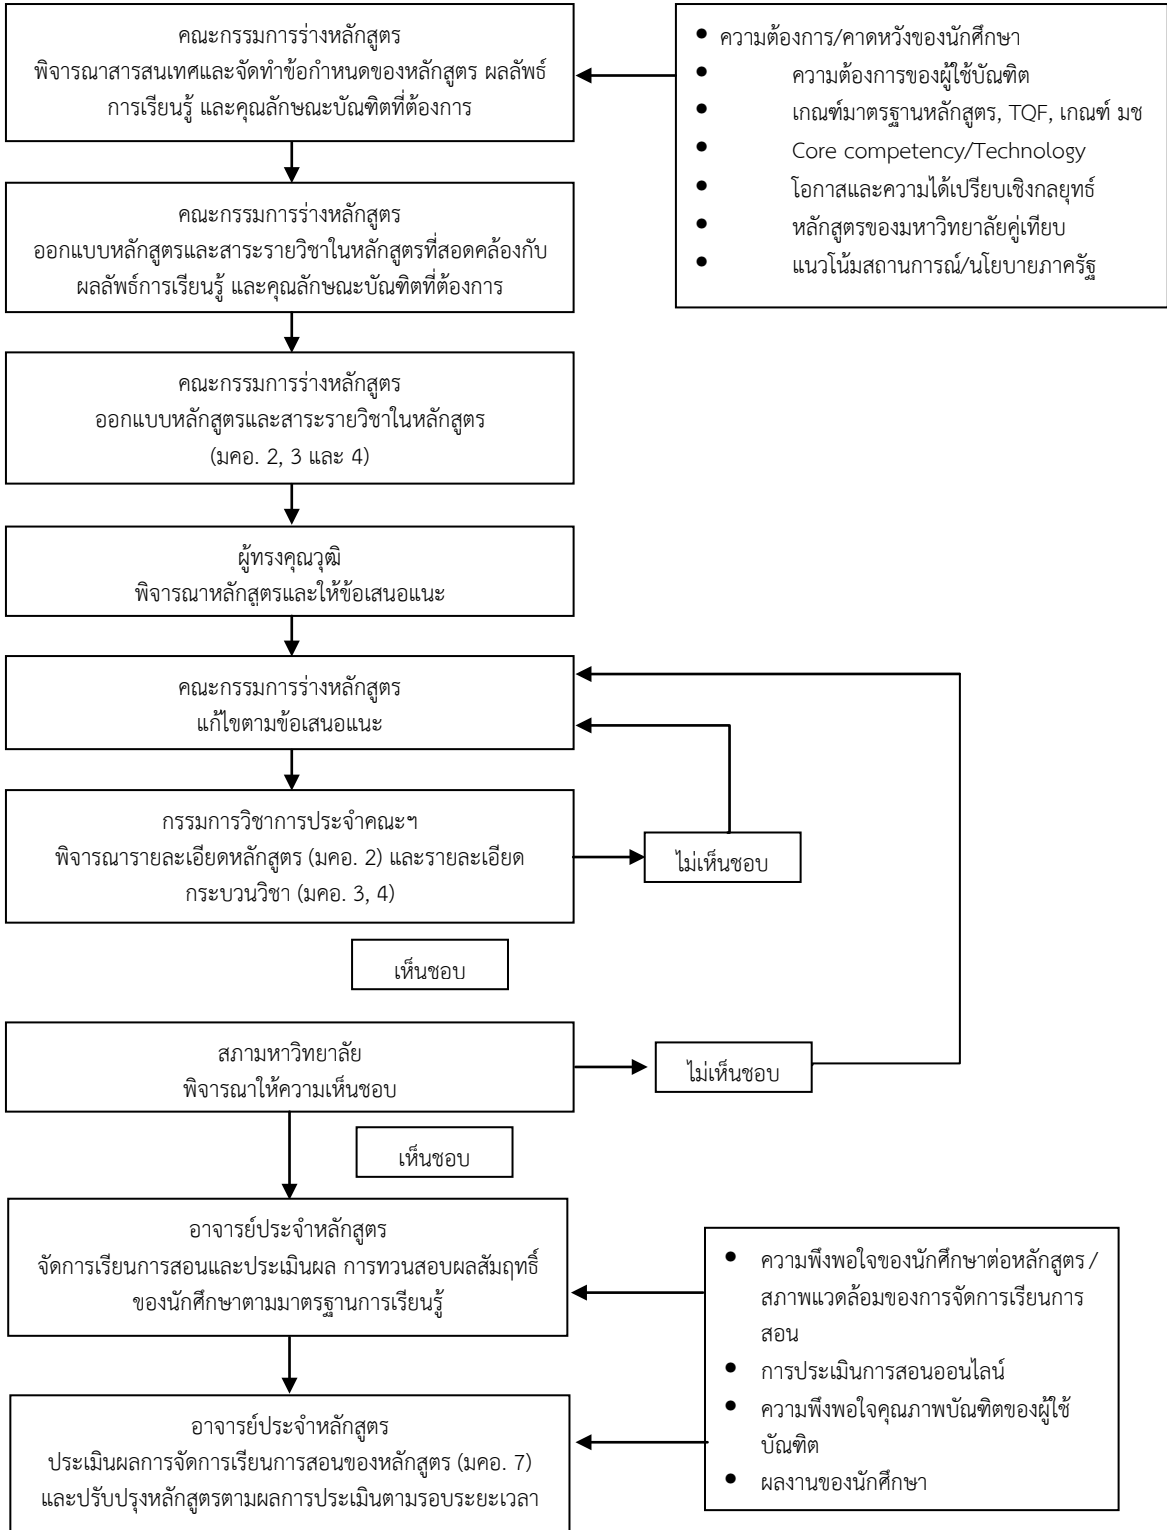 คณะกรรมการร่างหลักสูตร
พิจารณาสารสนเทศและจัดทำข้อกำหนดของหลักสูตร ผลลัพธ์
การเรียนรู้ และคุณลักษณะบัณฑิตที่ต้องการ
• ความต้องการ/คาดหวังของนักศึกษา
• ความต้องการของผู้ใช้บัณฑิต
• เกณฑ์มาตรฐานหลักสูตร, TQF, เกณฑ์ มช
• Core competency/Technology
• โอกาสและความได้เปรียบเชิงกลยุทธ์
• หลักสูตรของมหาวิทยาลัยคู่เทียบ
• แนวโน้มสถานการณ์/นโยบายภาครัฐ
คณะกรรมการร่างหลักสูตร
ออกแบบหลักสูตรและสาระรายวิชาในหลักสูตรที่สอดคล้องกับ
ผลลัพธ์การเรียนรู้ และคุณลักษณะบัณฑิตที่ต้องการ
คณะกรรมการร่างหลักสูตร
ออกแบบหลักสูตรและสาระรายวิชาในหลักสูตร
(มคอ. 2, 3 และ 4)
ผู้ทรงคุณวุฒิ
พิจารณาหลักสูตรและให้ข้อเสนอแนะ
คณะกรรมการร่างหลักสูตร
แก้ไขตามข้อเสนอแนะ
กรรมการวิชาการประจำคณะฯ
พิจารณารายละเอียดหลักสูตร (มคอ. 2) และรายละเอียด
กระบวนวิชา (มคอ. 3, 4)
ไม่เห็นชอบ
เห็นชอบ
สภามหาวิทยาลัย
พิจารณาให้ความเห็นชอบ
ไม่เห็นชอบ
เห็นชอบ
อาจารย์ประจำหลักสูตร
จัดการเรียนการสอนและประเมินผล การทวนสอบผลสัมฤทธิ์
ของนักศึกษาตามมาตรฐานการเรียนรู้
• ความพึงพอใจของนักศึกษาต่อหลักสูตร /
สภาพแวดล้อมของการจัดการเรียนการ
สอน
• การประเมินการสอนออนไลน์
• ความพึงพอใจคุณภาพบัณฑิตของผู้ใช้
บัณฑิต
• ผลงานของนักศึกษา
อาจารย์ประจำหลักสูตร
ประเมินผลการจัดการเรียนการสอนของหลักสูตร (มคอ. 7)
และปรับปรุงหลักสูตรตามผลการประเมินตามรอบระยะเวลา